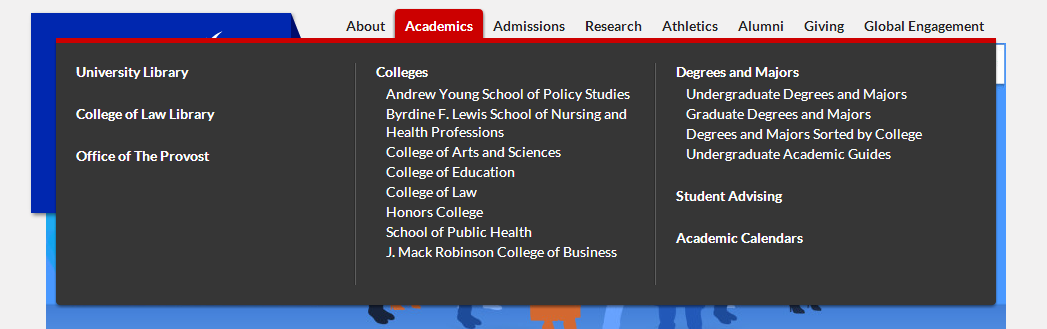 About Academics Admissions Research Athletics Alumni Giving Global Engagement
University Library
College of Law Library
Office of The Provost
Colleges
Andrew Young School of Policy Studies
Byrdine F. Lewis School of Nursing and
Health Professions
College of Arts and Sciences
College of Education
College of Law
Honors College
School of Public Health
J. Mack Robinson College of Business
Degrees and Majors
Undergraduate Degrees and Majors
Graduate Degrees and Majors
Degrees and Majors Sorted by College
Undergraduate Academic Guides
Student Advising
Academic Calendars